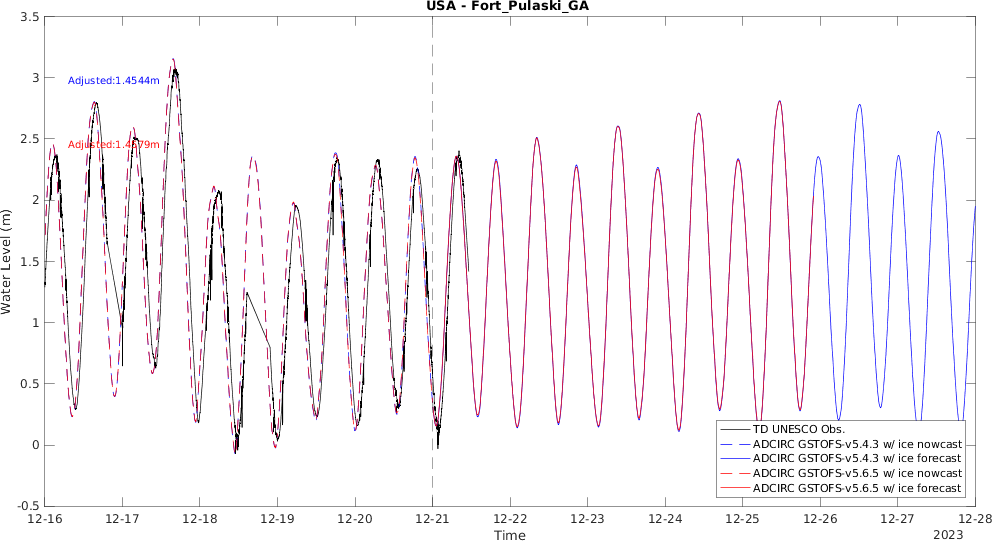 USA - Fort_Pulaski_GA
3.5
3
2.5
2
1.5
1
0.5
0
-0.5
Water Level (m)
Adjusted:1.4544m
TD UNESCO Obs.
ADCIRC GSTOFS-v5.4.3 w/ ice nowcast
ADCIRC GSTOFS-v5.4.3 w/ ice forecast
ADCIRC GSTOFS-v5.6.5 w/ ice nowcast
ADCIRC GSTOFS-v5.6.5 w/ ice forecast
12-16 12-17 12-18 12-19 12-20 12-21 12-22 12-23 12-24 12-25 12-26 12-27 12-28
Time
2023